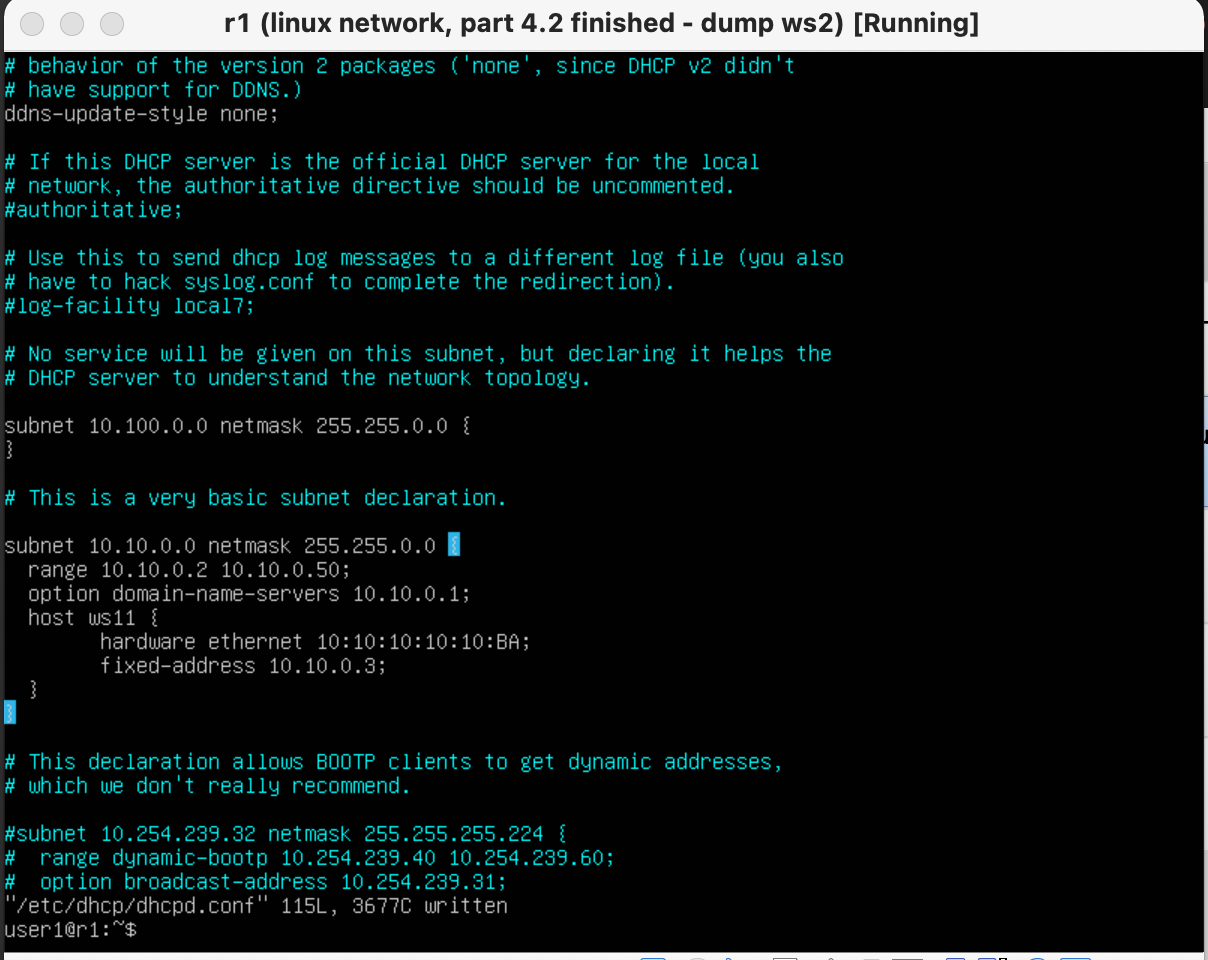 r1 (linux network, part 4.2 finished - dump ws2) [Running]
# behavior of the version 2 packages ('none', since DHCP v2 didn't
# have support for DDNS.)
ddns-update-style none;
# If this DHCP server is the official DHCP server for the local
# network, the authoritative directive should be uncommented.
#authoritative;
# Use this to send dhcp log messages to a different log file (you also
# have to hack syslog.conf to complete the redirection).
#log-facility local7;
# No service will be given on this subnet, but declaring it helps the
# DHCP server to understand the network topology.
subnet 10.100.0.0 netmask 255.255.0.0 {
}
# This is a very basic subnet declaration.
subnet 10.10.0.0 netmask 255.255.0.0 {
  range 10.10.0.2 10.10.0.50;
  option domain-name-servers 10.10.0.1;
  host ws11 {
        hardware ethernet 10:10:10:10:10:BA;
        fixed-address 10.10.0.3;
  }
}
# This declaration allows BOOTP clients to get dynamic addresses,
# which we don't really recommend.
#subnet 10.254.239.32 netmask 255.255.255.224 {
#  range dynamic-bootp 10.254.239.40 10.254.239.60;
#  option broadcast-address 10.254.239.31;
"/etc/dhcp/dhcpd.conf" 115L, 3677C written
user1@r1:~$